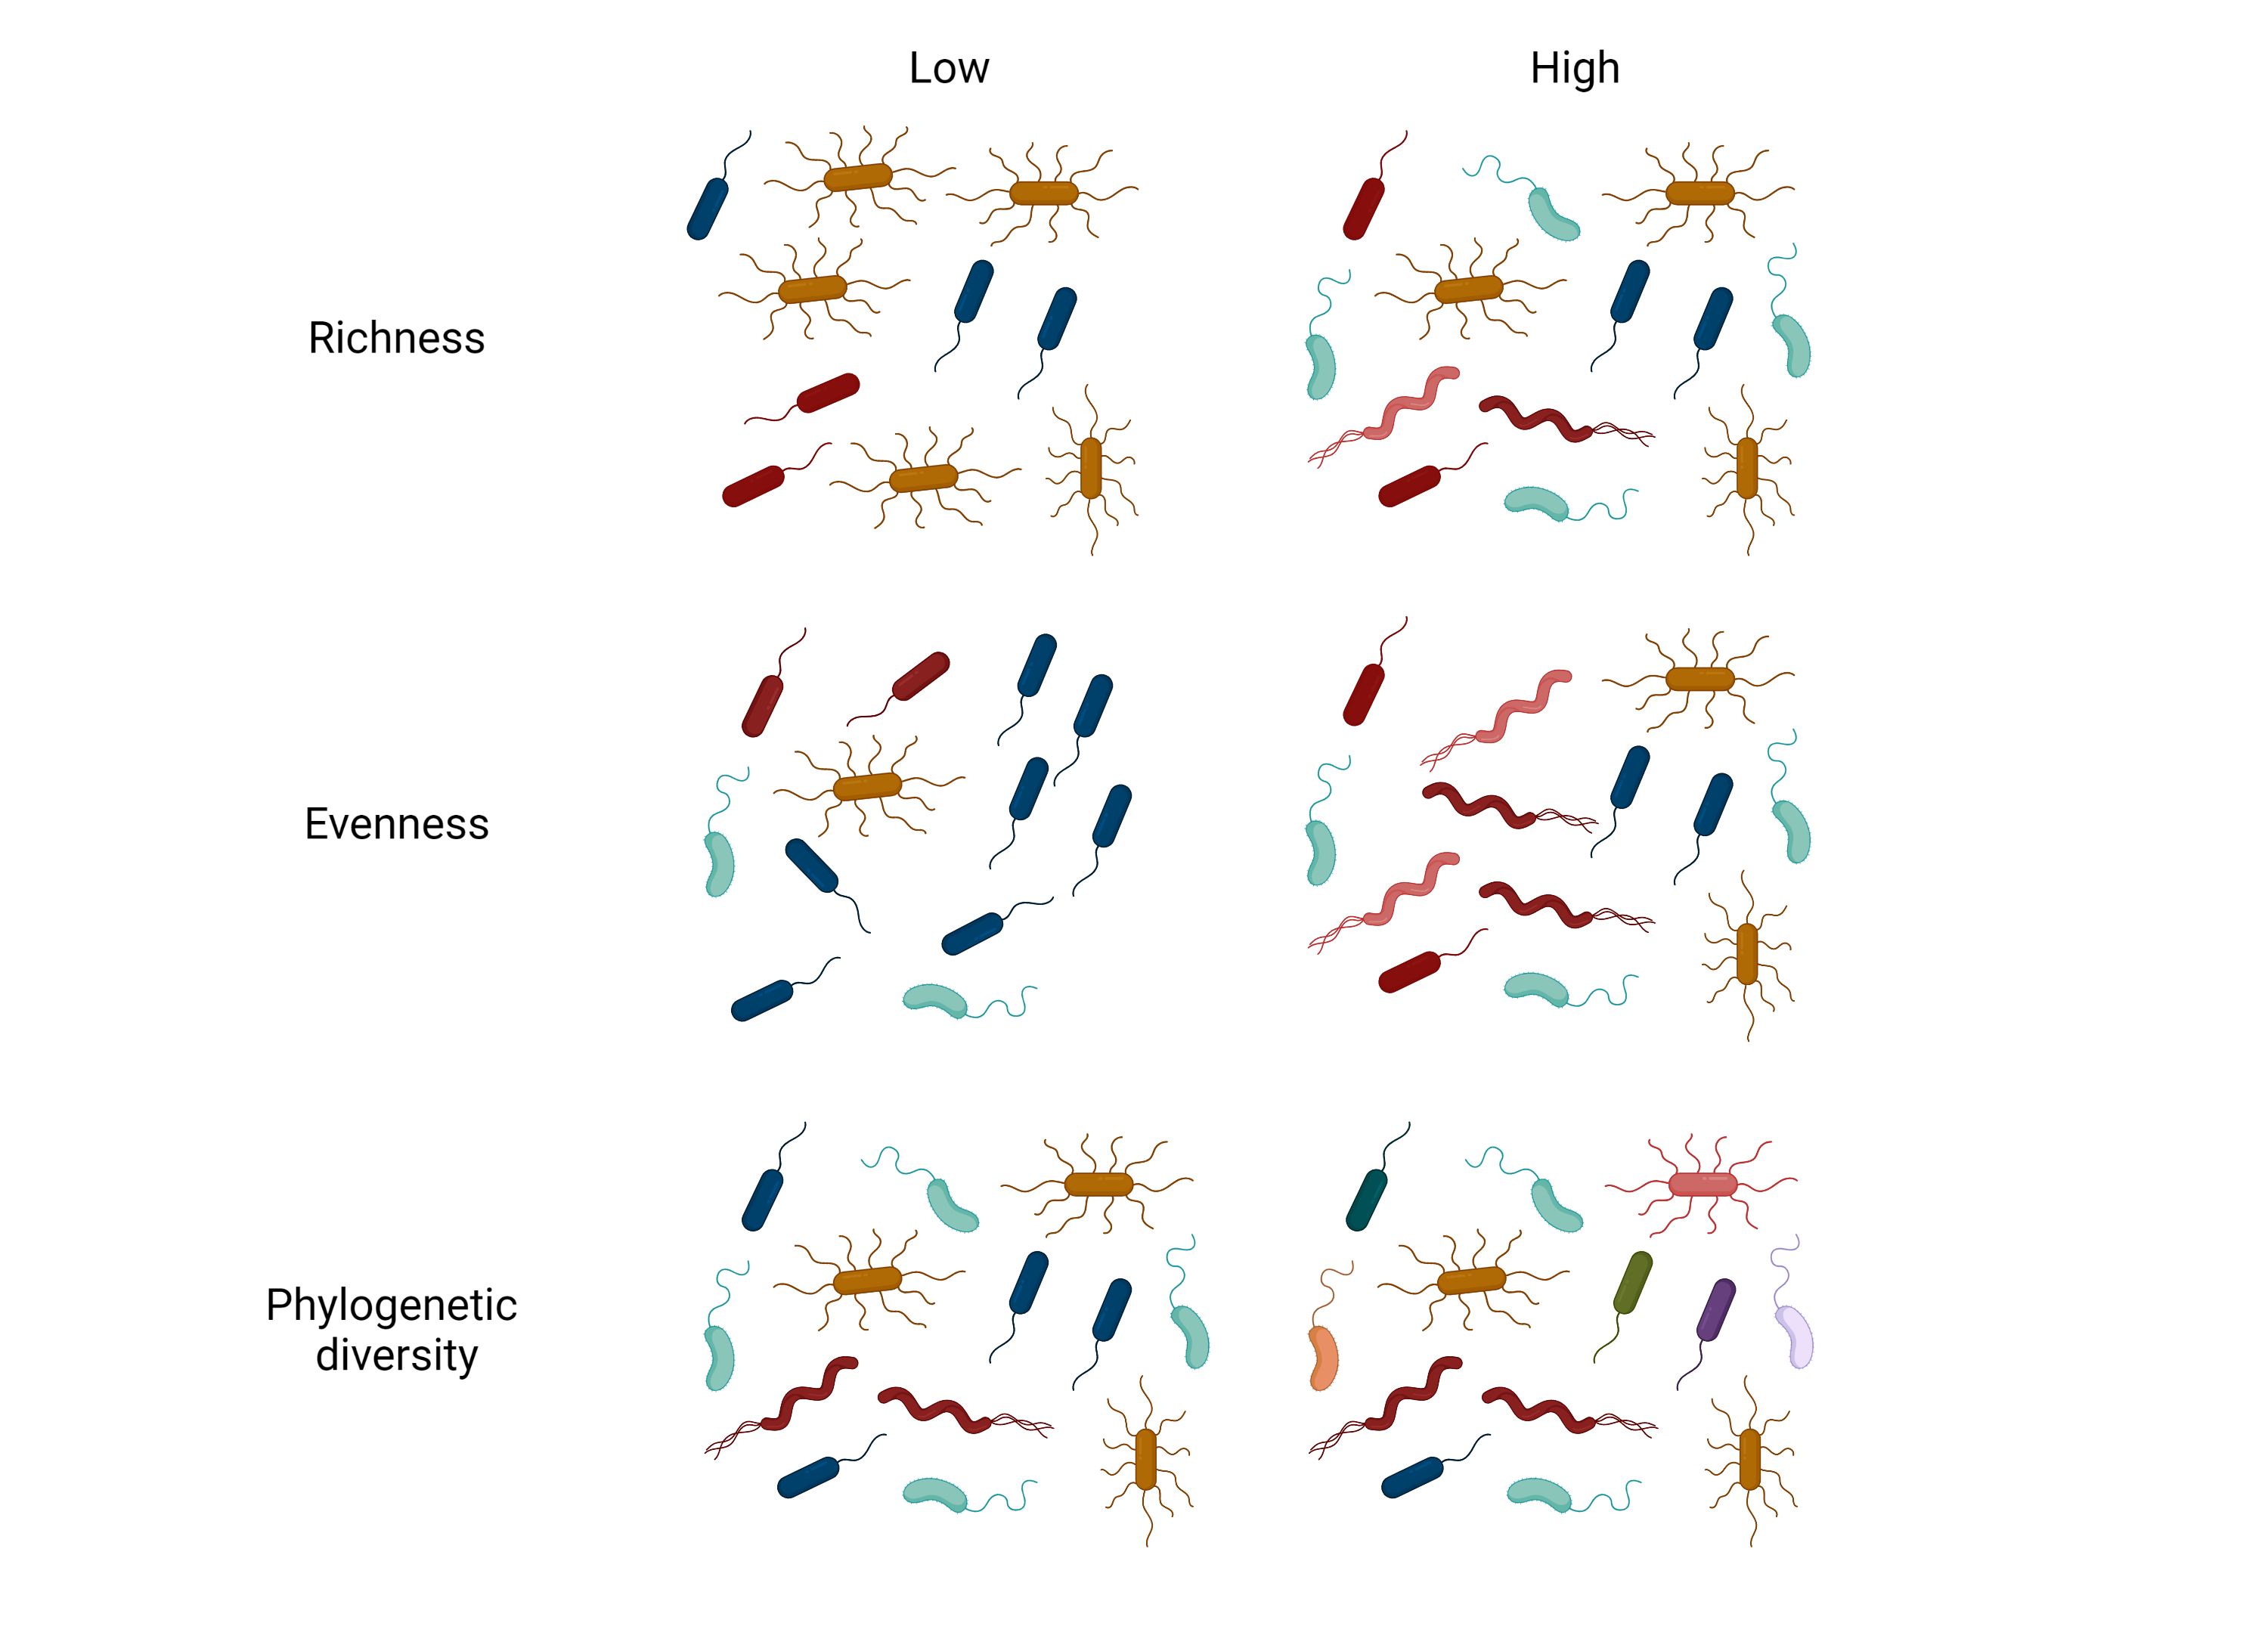 Low
High
Richness
Evenness
Phylogenetic
diversity